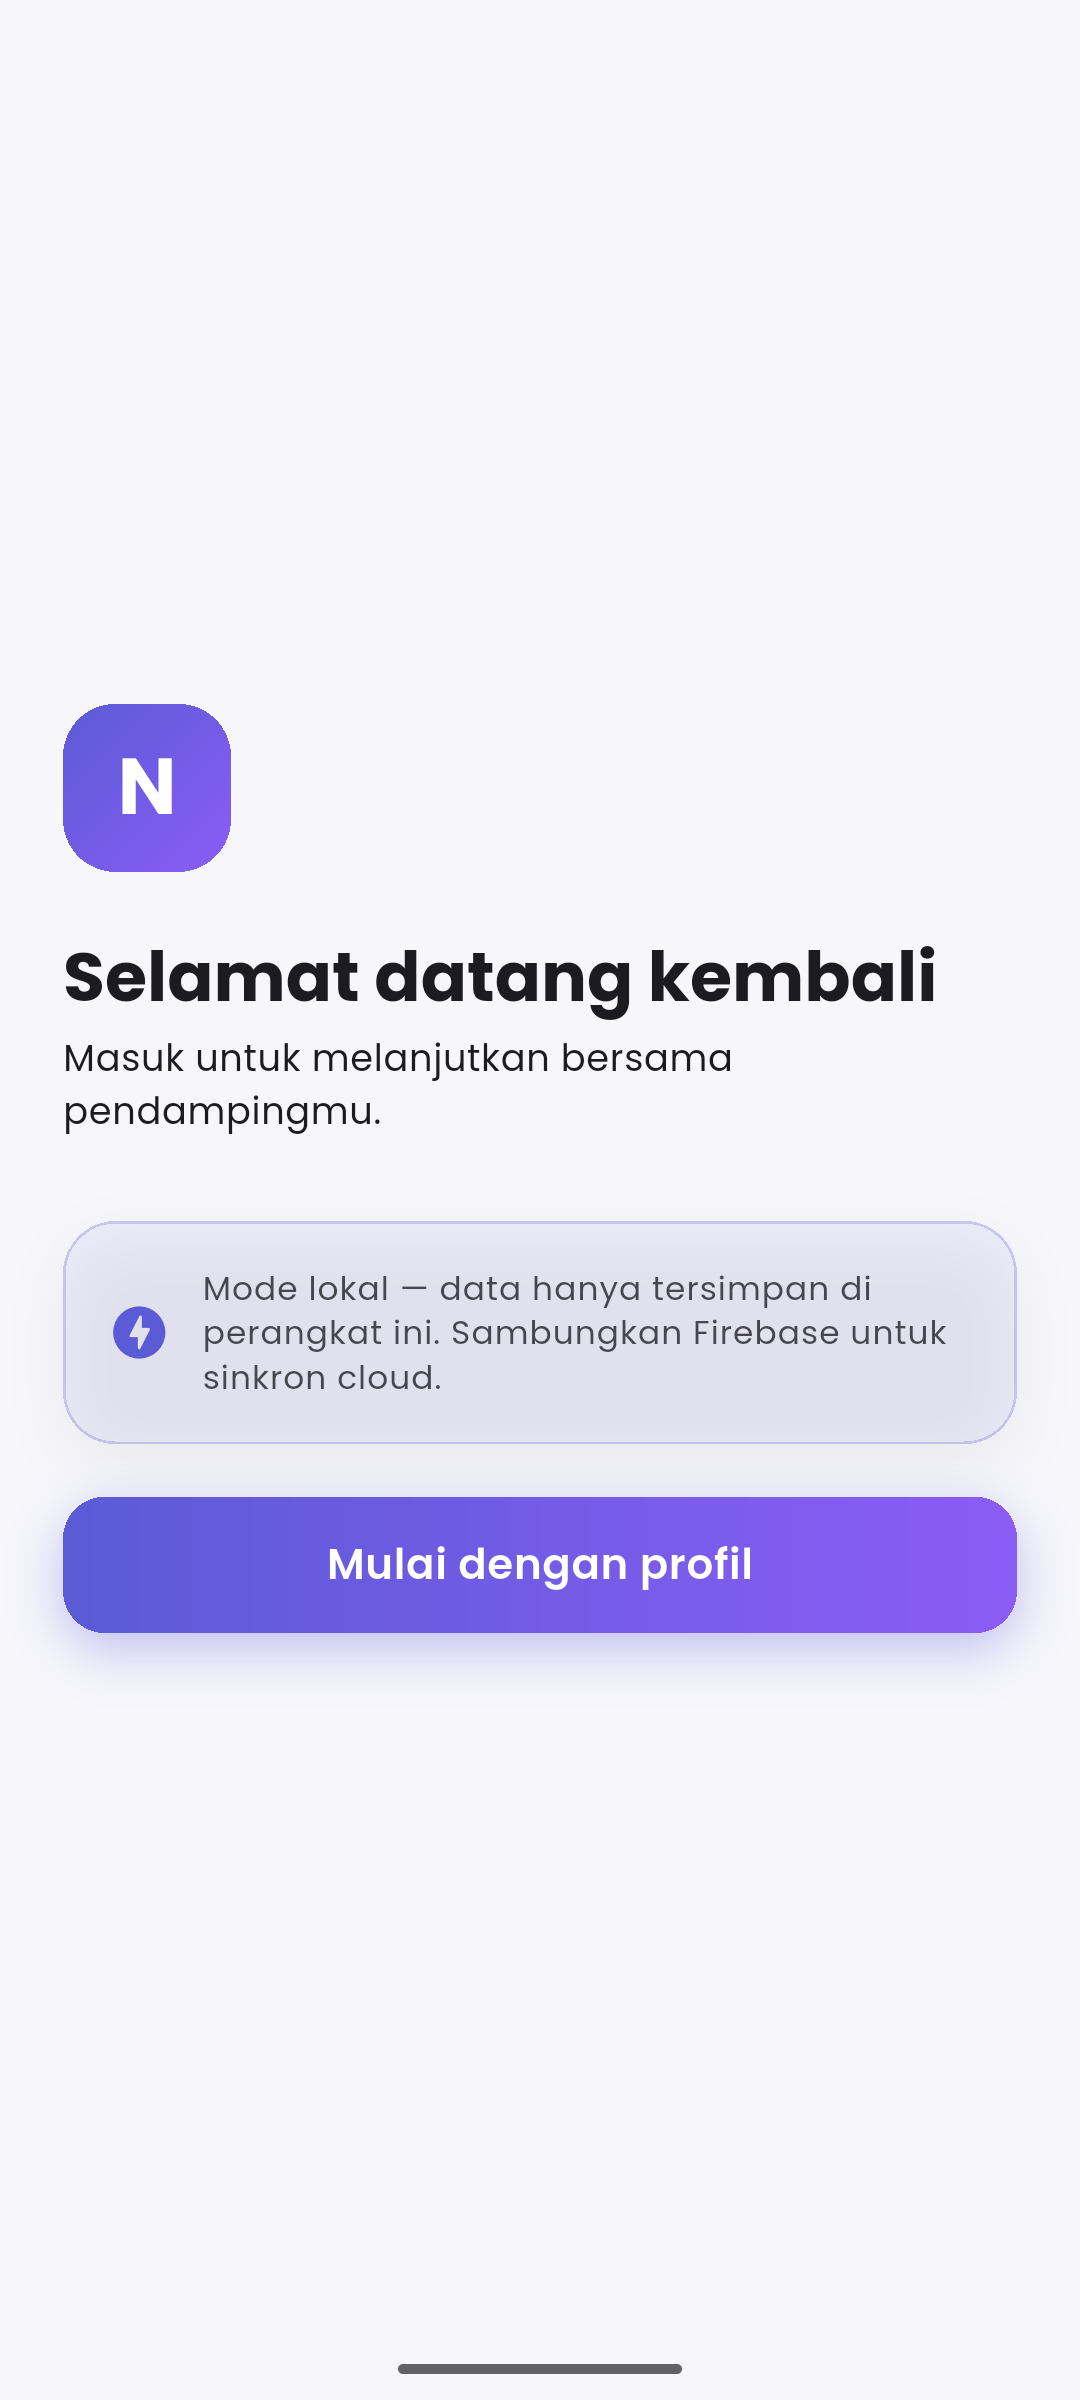 N
Selamat datang kembali
Masuk untuk melanjutkan bersama
pendampingmu.
Mode lokal — data hanya tersimpan di
perangkat ini. Sambungkan Firebase untuk
sinkron cloud.
Mulai dengan profil